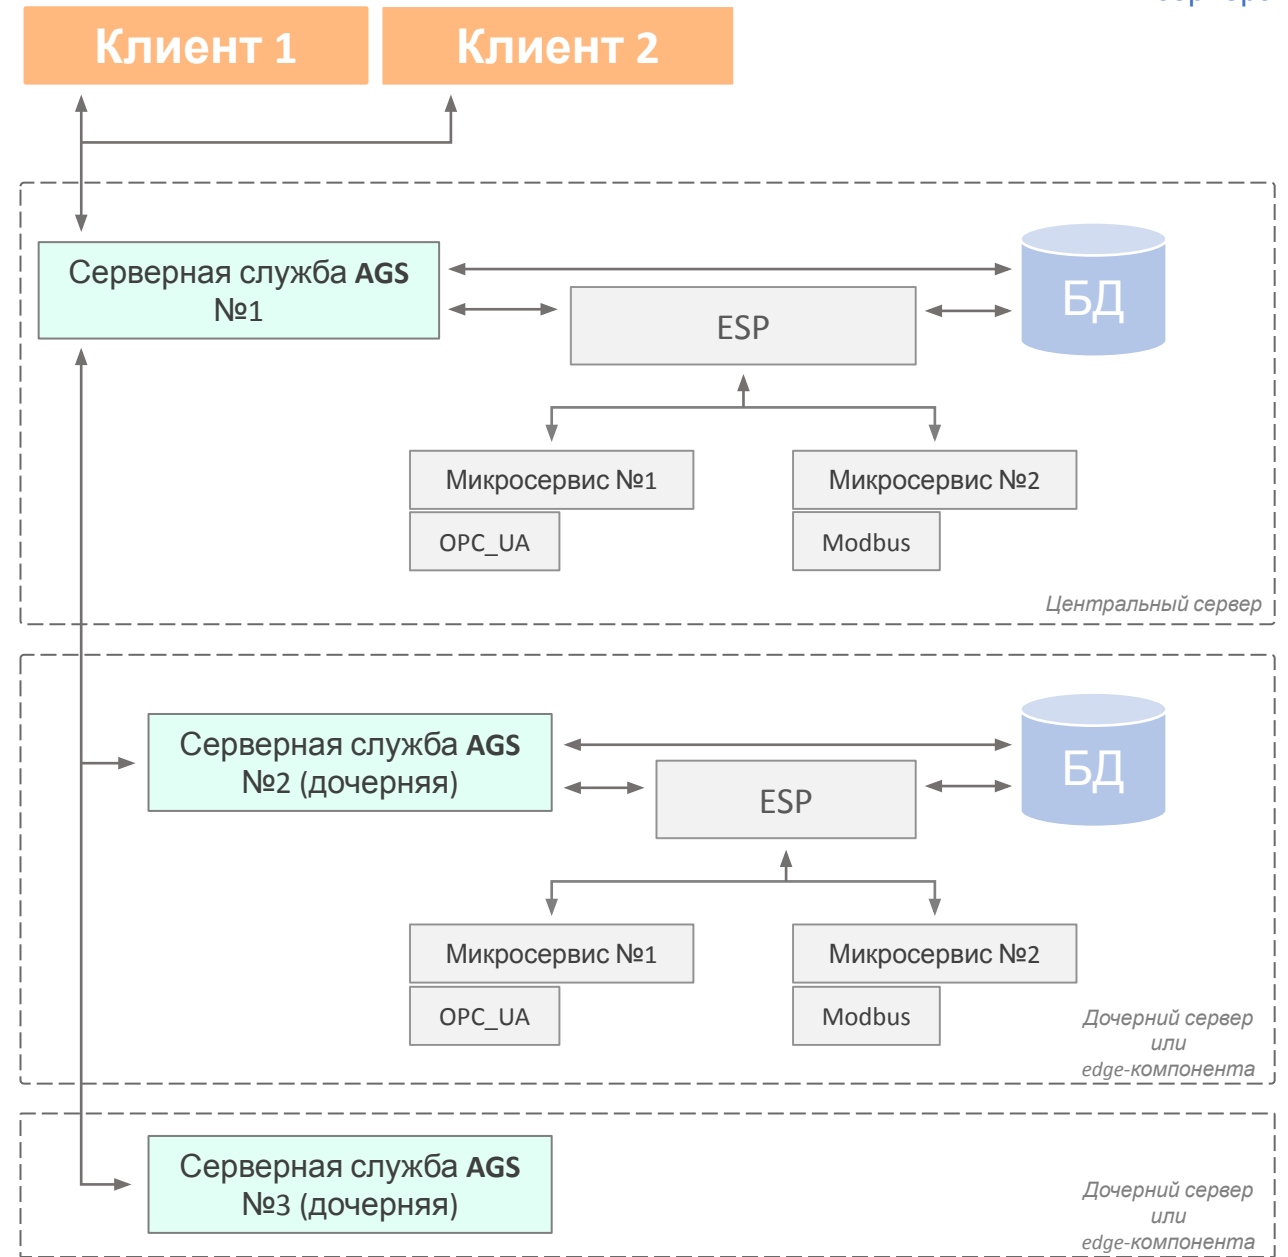 Клиент 1
Клиент 2
Серверная служба AGS
№1
ESP
БД
Микросервис №1
Микросервис №2
OPC_UA
Modbus
Центральный сервер
Серверная служба AGS
№2 (дочерняя)
ESP
БД
Микросервис №1
Микросервис №2
OPC_UA
Modbus
Дочерний сервер
или
edge-компонента
Серверная служба AGS
№3 (дочерняя)
Дочерний сервер
или
edge-компонента